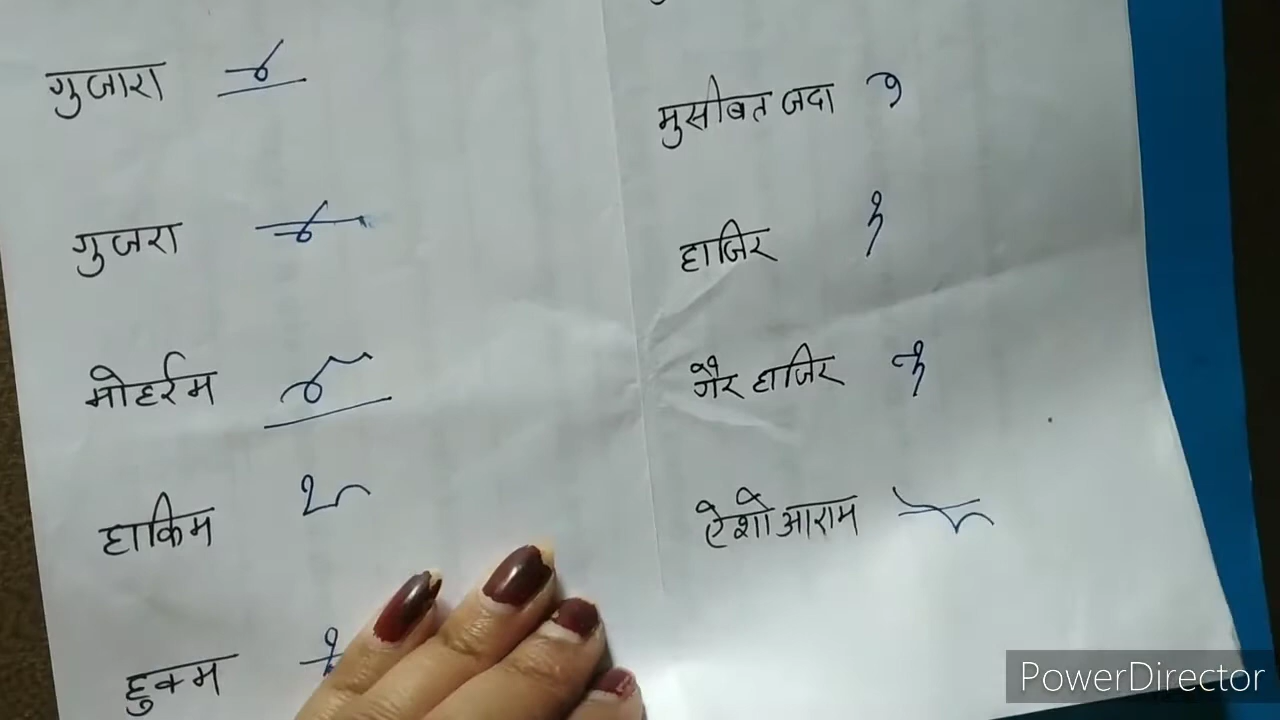 गुजारा
गुजरा
मोहर्रम
हाकिम
हुक्म
मुसीबत जदा
हाजिर
गैर हाजिर
ऐशो आराम
PowerDirector